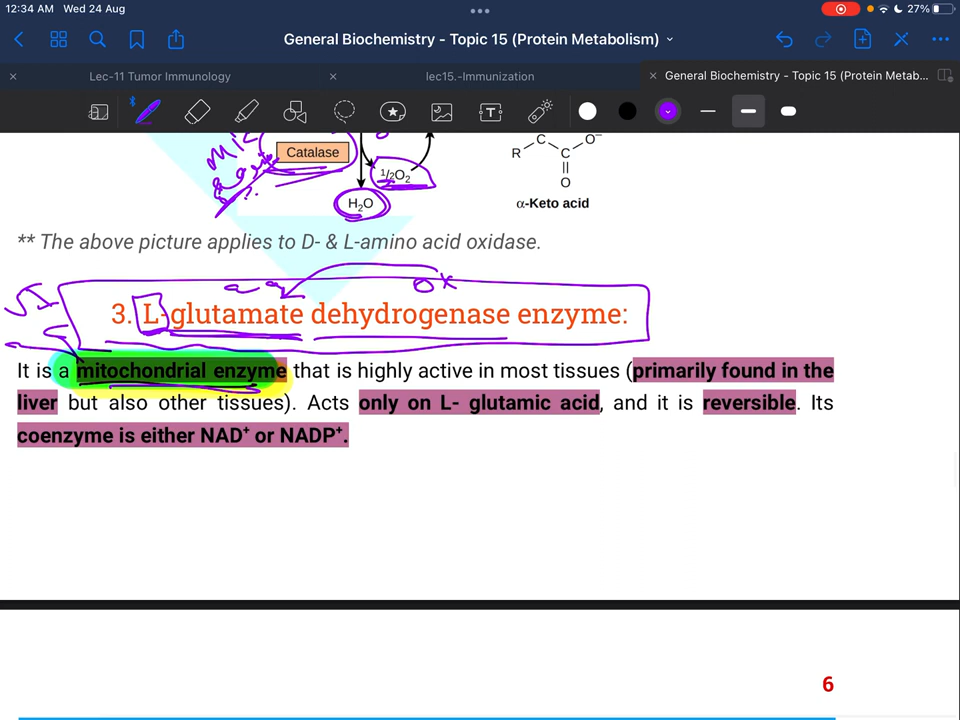 12:34 AM Wed 24 Aug
27%
General Biochemistry - Topic 15 (Protein Metabolism)
Lec-11 Tumor Immunology
lec15.-Immunization
General Biochemistry - Topic 15 (Protein Metab...
Catalase
½O₂
H₂O
R
C
C
O⁻
O
α-Keto acid
** The above picture applies to D- & L-amino acid oxidase.
a a
ox
3. L-glutamate dehydrogenase enzyme:
It is a mitochondrial enzyme that is highly active in most tissues (primarily found in the
liver but also other tissues). Acts only on L- glutamic acid, and it is reversible. Its
coenzyme is either NAD⁺ or NADP⁺.
6